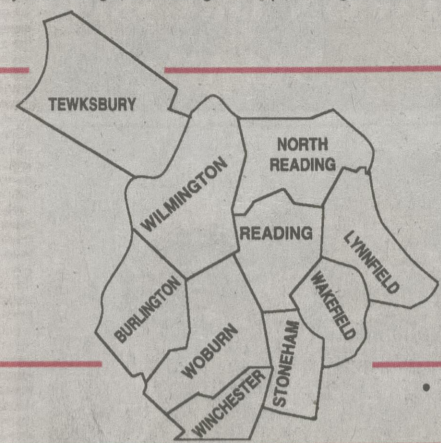 TEWKSBURY
NORTH
READING
WILMINGTON
READING
LYNNFIELD
BURLINGTON
WAKEFIELD
WOBURN
STONEHAM
WINCHESTER